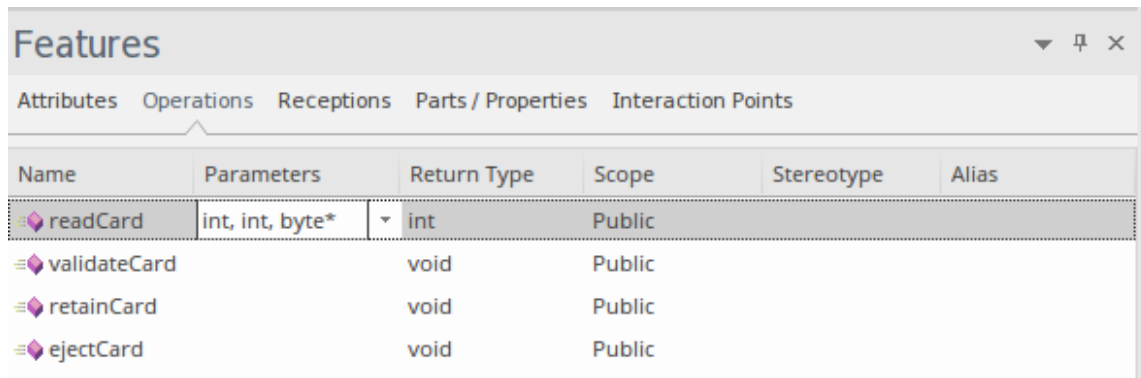 Features
Attributes Operations Receptions Parts / Properties Interaction Points
Name Parameters Return Type Scope Stereotype Alias
readCard int, int, byte* int Public
validateCard void Public
retainCard void Public
ejectCard void Public